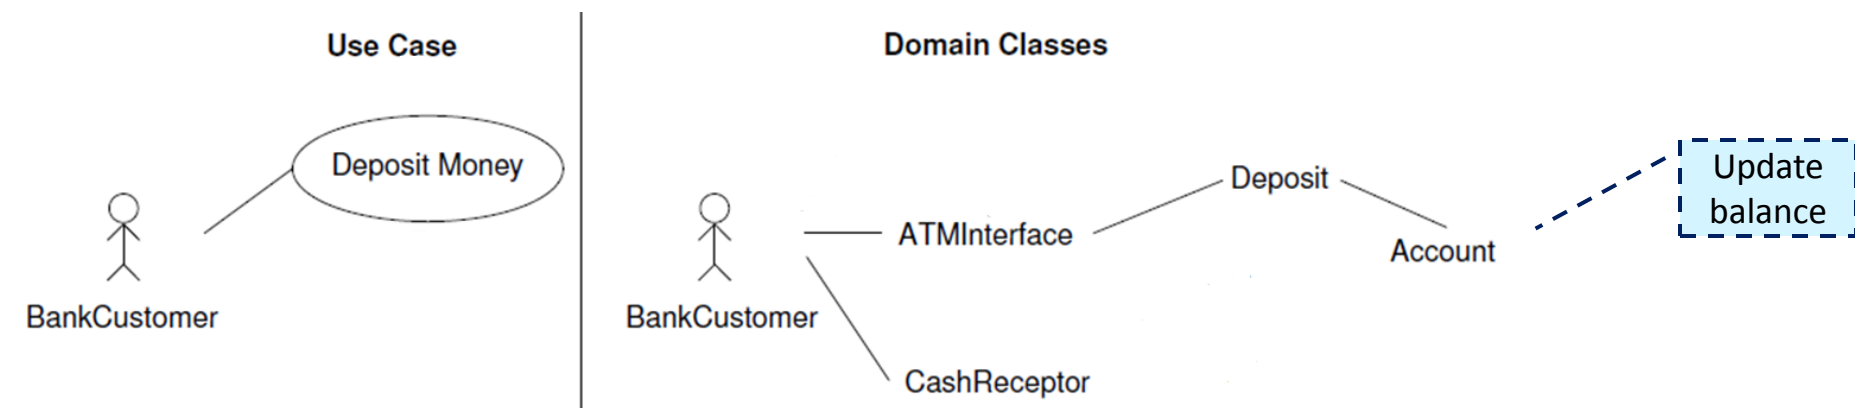 Use Case
Deposit Money
BankCustomer
Domain Classes
BankCustomer
ATMInterface
CashReceptor
Deposit
Account
Update
balance